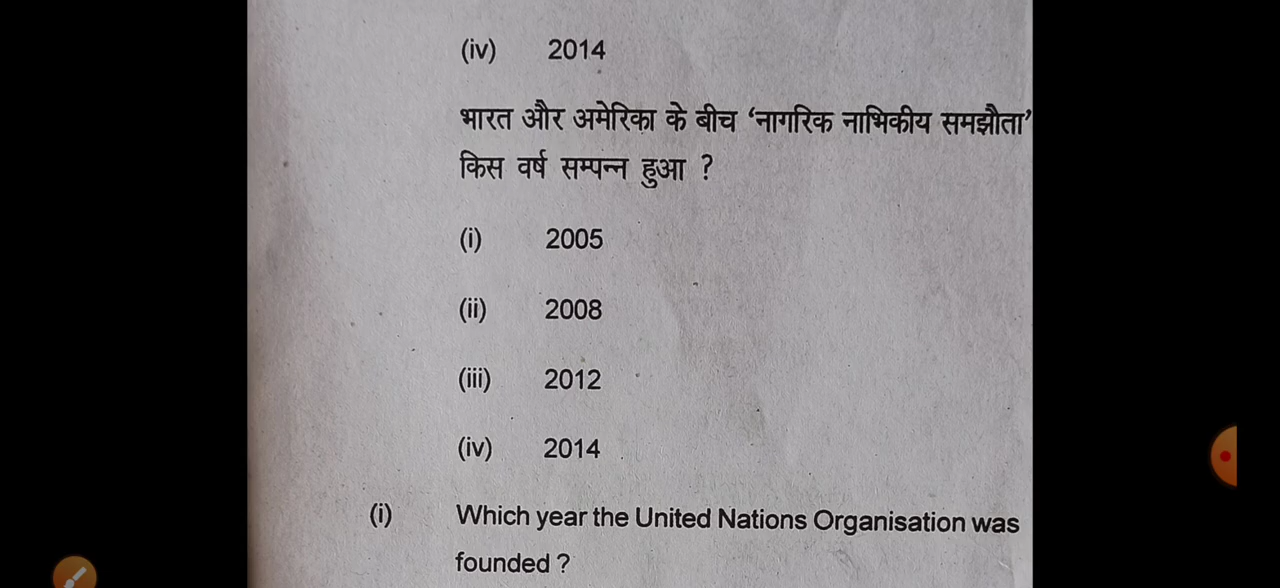 (iv) 2014
भारत और अमेरिका के बीच ‘नागरिक नाभिकीय समझौता’
किस वर्ष सम्पन्न हुआ ?
(i) 2005
(ii) 2008
(iii) 2012
(iv) 2014
(i) Which year the United Nations Organisation was
founded ?